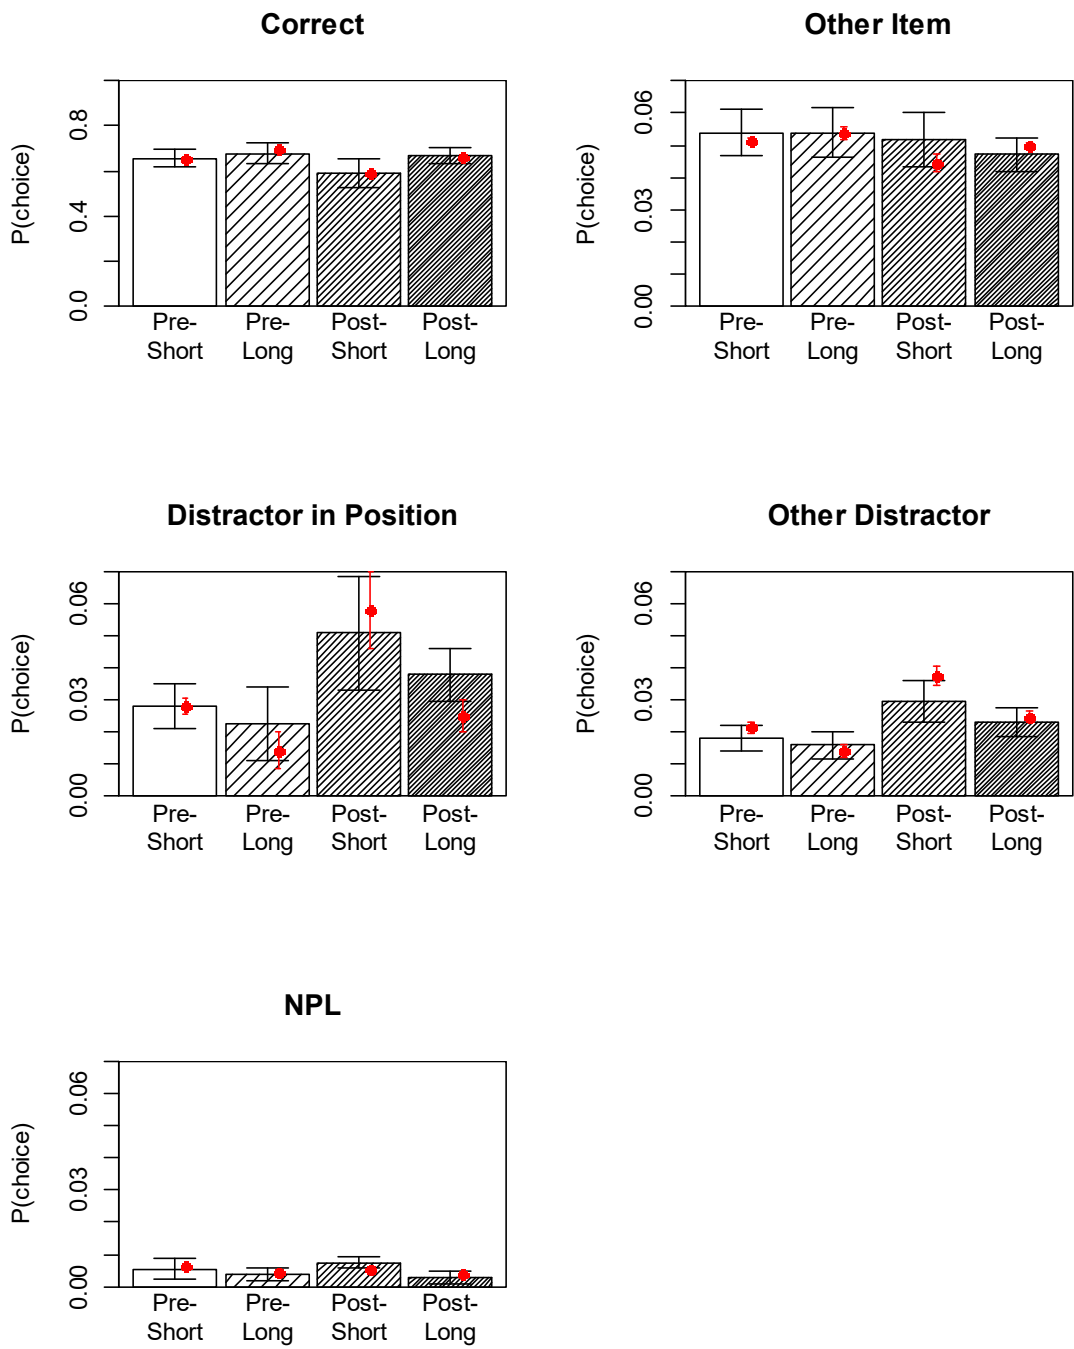 Correct
P(choice)
0.8
0.4
0.0
Pre-Short
Pre-Long
Post-Short
Post-Long
Other Item
P(choice)
0.06
0.03
0.00
Pre-Short
Pre-Long
Post-Short
Post-Long
Distractor in Position
P(choice)
0.06
0.03
0.00
Pre-Short
Pre-Long
Post-Short
Post-Long
Other Distractor
P(choice)
0.06
0.03
0.00
Pre-Short
Pre-Long
Post-Short
Post-Long
NPL
P(choice)
0.06
0.03
0.00
Pre-Short
Pre-Long
Post-Short
Post-Long